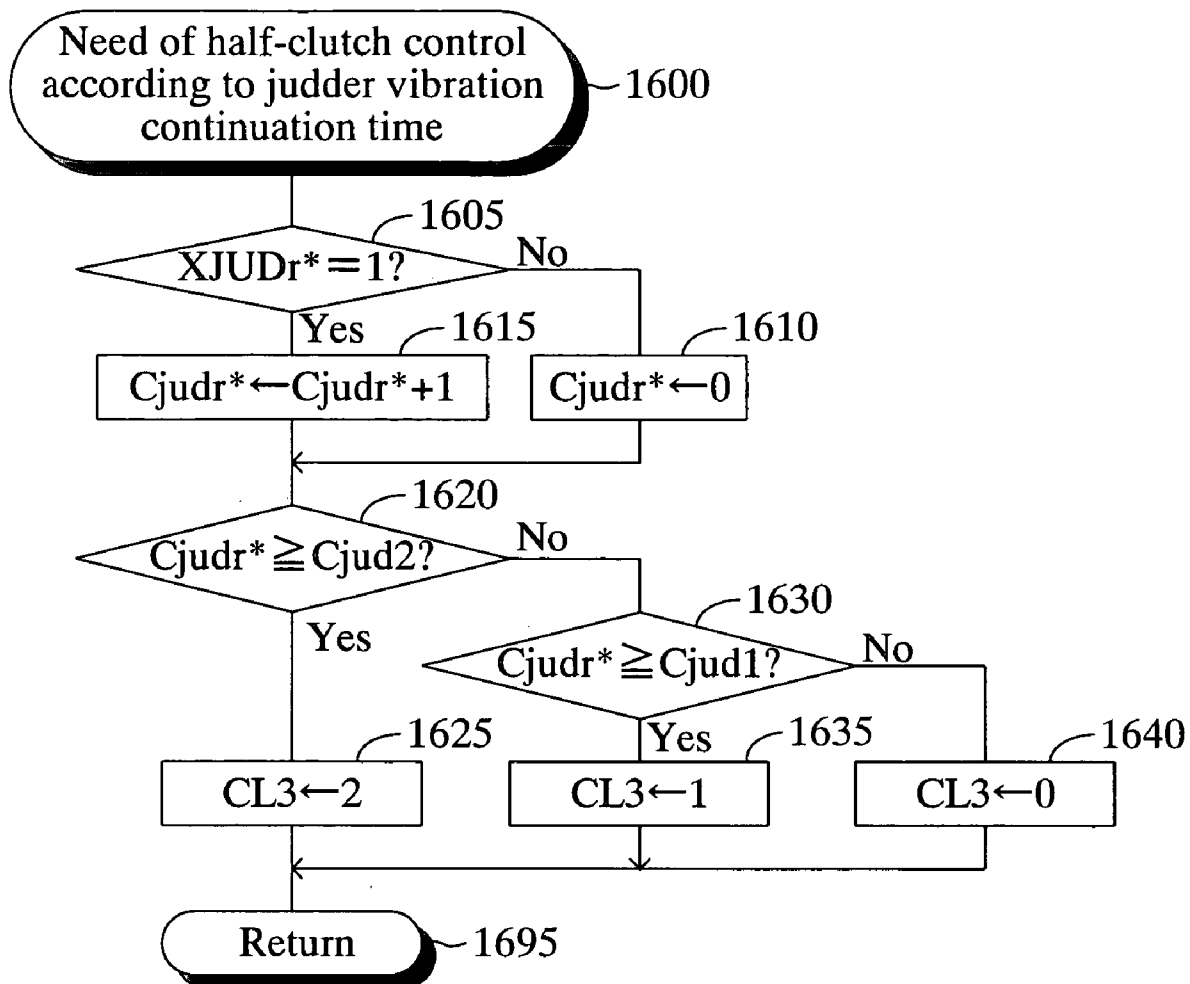 Need of half-clutch control
according to judder vibration
continuation time
1600
1605
XJUDr*=1?
No
Yes
1615
1610
Cjudr*←Cjudr*+1
Cjudr*←0
1620
Cjudr*≧Cjud2?
No
Yes
1630
Cjudr*≧Cjud1?
No
Yes
1625
1635
1640
CL3←2
CL3←1
CL3←0
Return
1695